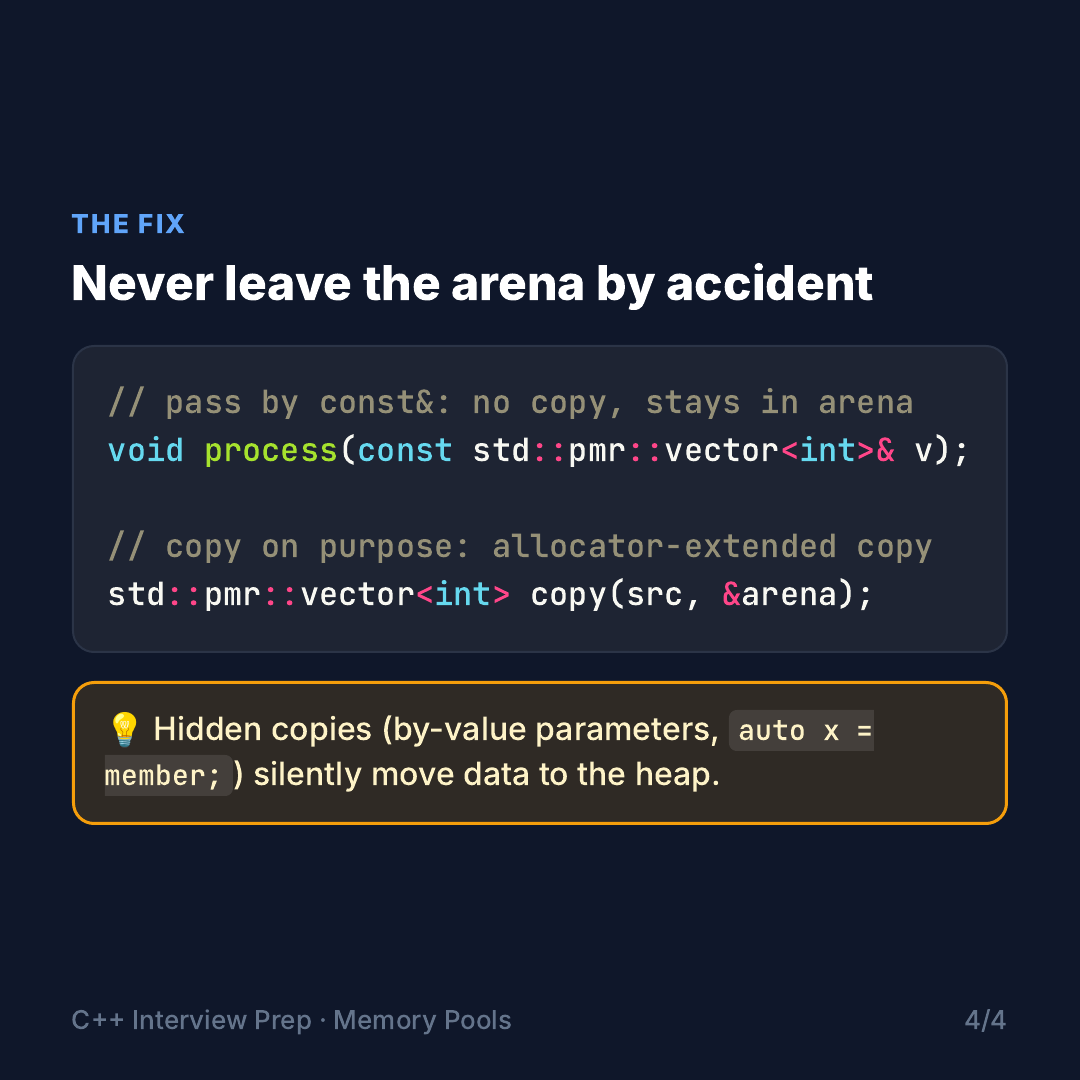 THE FIX
Never leave the arena by accident
// pass by const&: no copy, stays in arena
void process(const std::pmr::vector<int>& v);
// copy on purpose: allocator-extended copy
std::pmr::vector<int> copy(src, &arena);
💡 Hidden copies (by-value parameters, auto x =
member;) silently move data to the heap.
C++ Interview Prep · Memory Pools
4/4